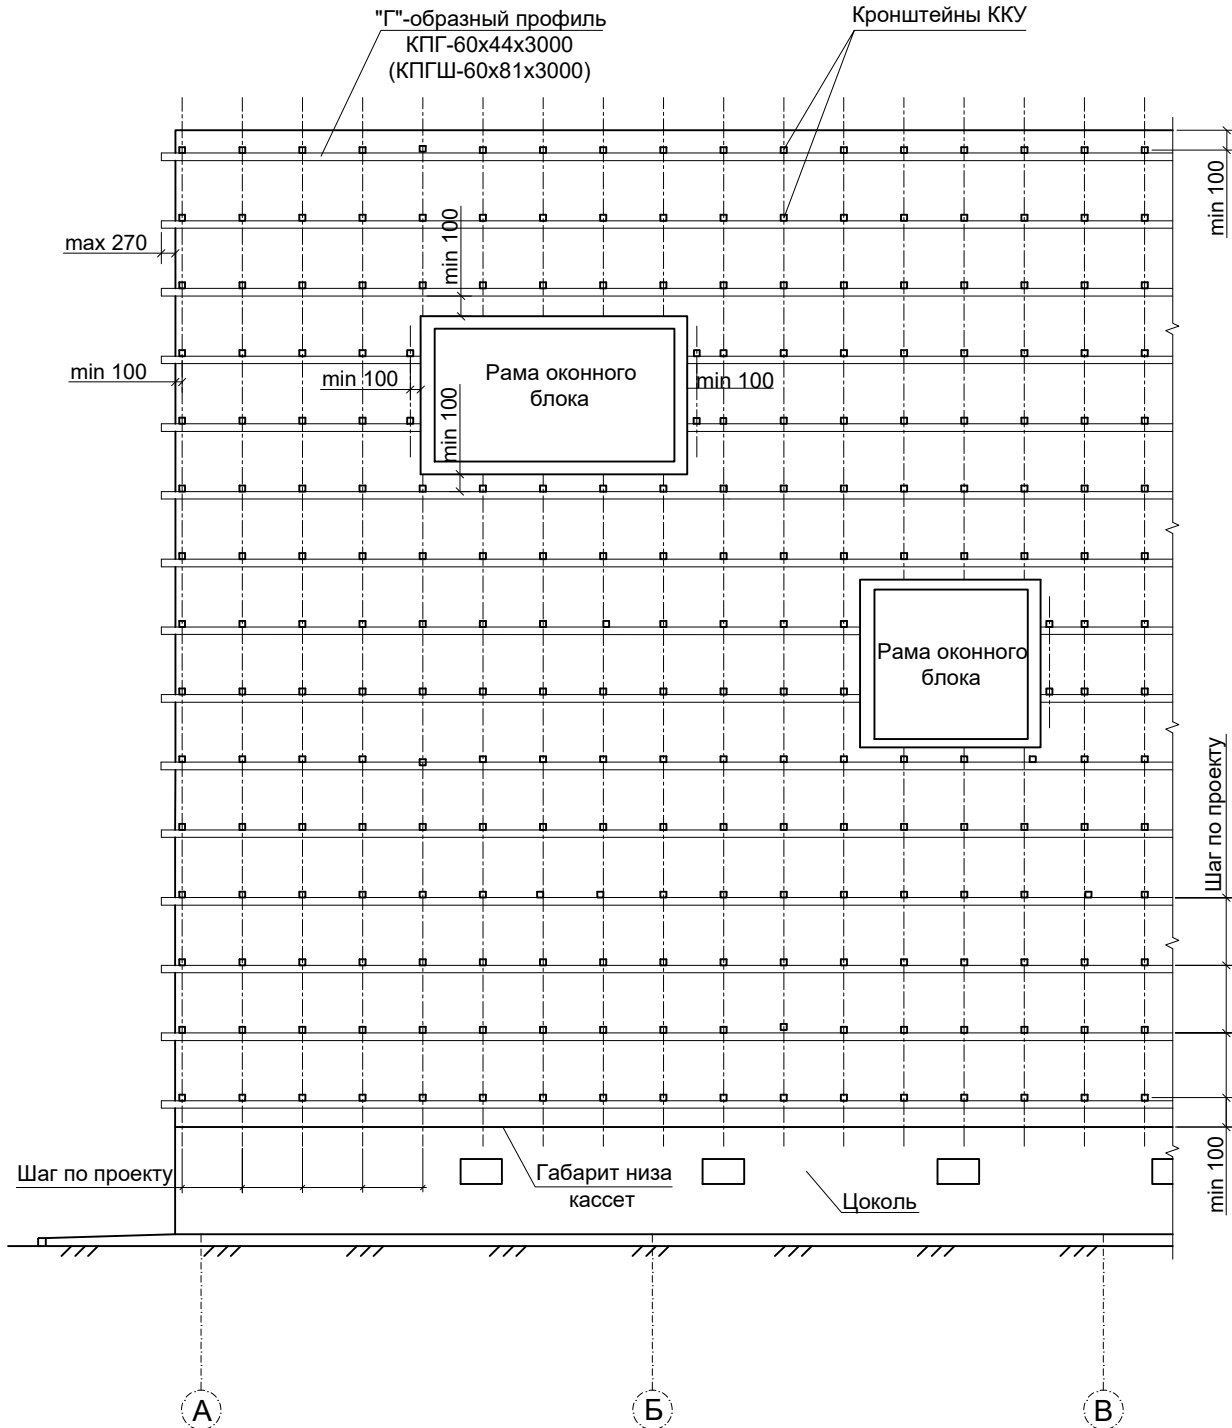 "Г"-образный профиль
КПГ-60х44х3000
(КПГШ-60х81х3000)
Кронштейны ККУ
min 100
max 270
min 100
min 100
min 100
Рама оконного
блока
min 100
min 100
min 100
Рама оконного
блока
Шаг по проекту
Шаг по проекту
Габарит низа
кассет
Цоколь
min 100
А
Б
В